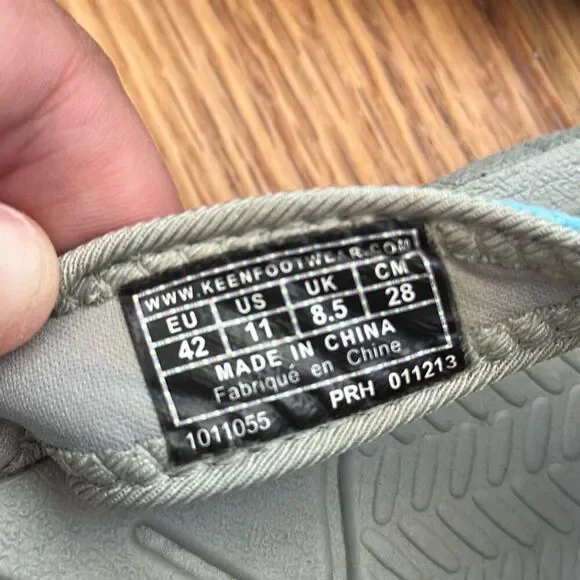 WWW.KEENFOOTWEAR.COM
EU US UK CM
42 11 8.5 28
MADE IN CHINA
Fabriqué en Chine
1011055 PRH 011213